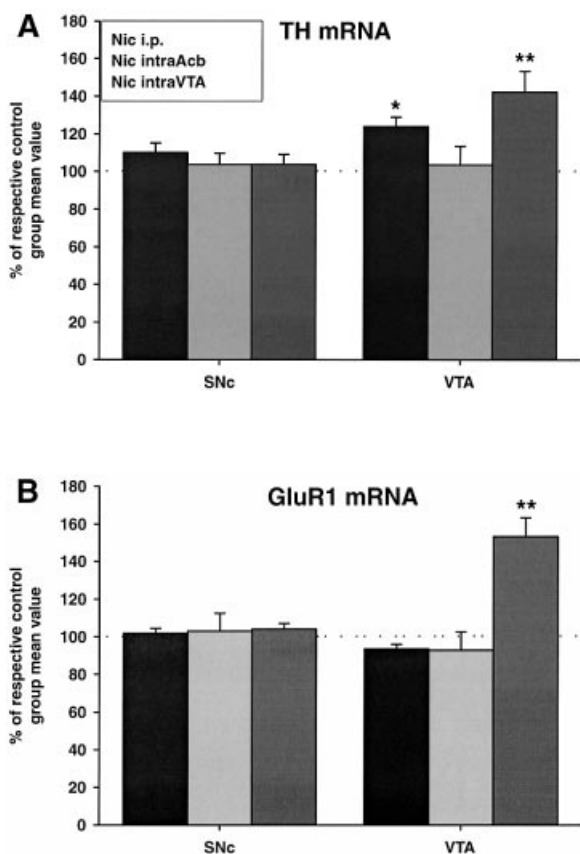 A
TH mRNA
Nic i.p.
Nic intraAcb
Nic intraVTA
% of respective control
group mean value
180
160
140
120
100
80
60
40
20
0
*
**
SNc
VTA
B
GluR1 mRNA
% of respective control
group mean value
180
160
140
120
100
80
60
40
20
0
**
SNc
VTA